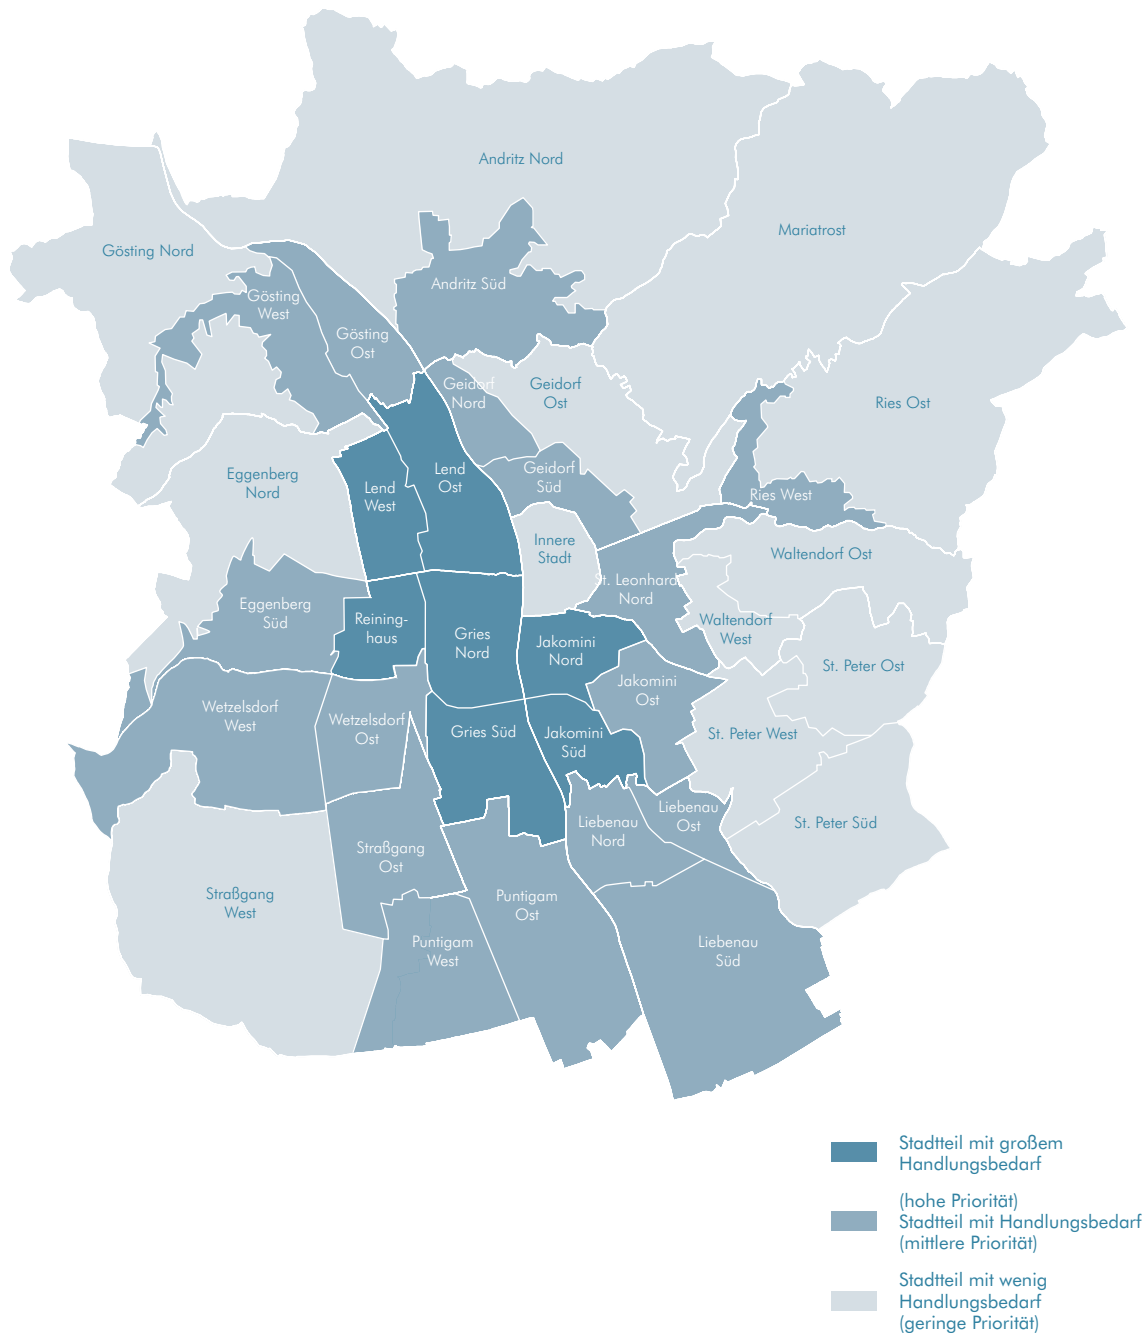 Andritz Nord
Mariatrost
Gösting Nord
Andritz Süd
Gösting
West
Gösting
Ost
Geidorf
Nord
Geidorf
Ost
Ries Ost
Eggenberg
Nord
Lend
Ost
Geidorf
Süd
Lend
West
Ries West
Innere
Stadt
Waltendorf Ost
St. Leonhard
Nord
Eggenberg
Süd
Reining-
haus
Gries
Nord
Jakomini
Nord
Waltendorf
West
St. Peter Ost
Jakomini
Ost
Wetzelsdorf
West
Wetzelsdorf
Ost
Gries Süd
Jakomini
Süd
St. Peter West
Liebenau
Ost
Liebenau
Nord
St. Peter Süd
Straßgang
Ost
Straßgang
West
Puntigam
Ost
Puntigam
West
Liebenau
Süd
Stadtteil mit großem
Handlungsbedarf
(hohe Priorität)
Stadtteil mit Handlungsbedarf
(mittlere Priorität)
Stadtteil mit wenig
Handlungsbedarf
(geringe Priorität)